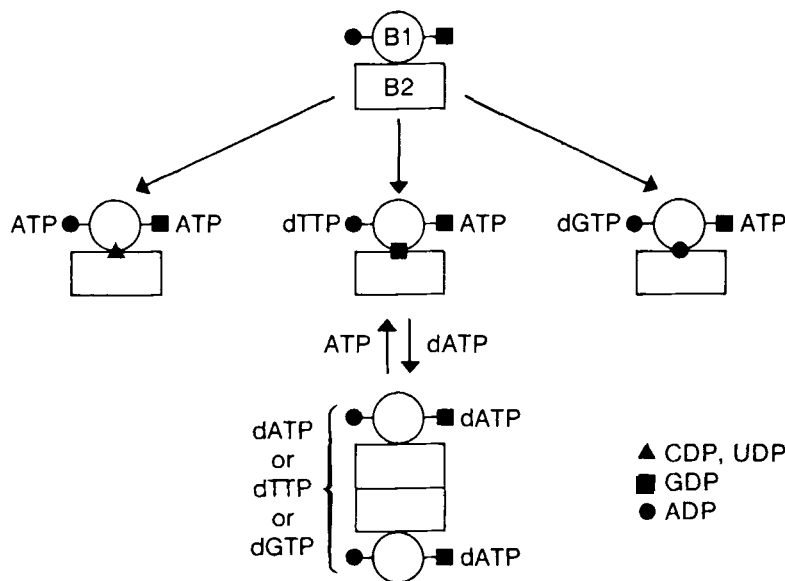 B1
B2
ATP ATP
dTTP ATP
dGTP ATP
ATP dATP
dATP
or
dTTP
or
dGTP
dATP
dATP
CDP, UDP
GDP
ADP